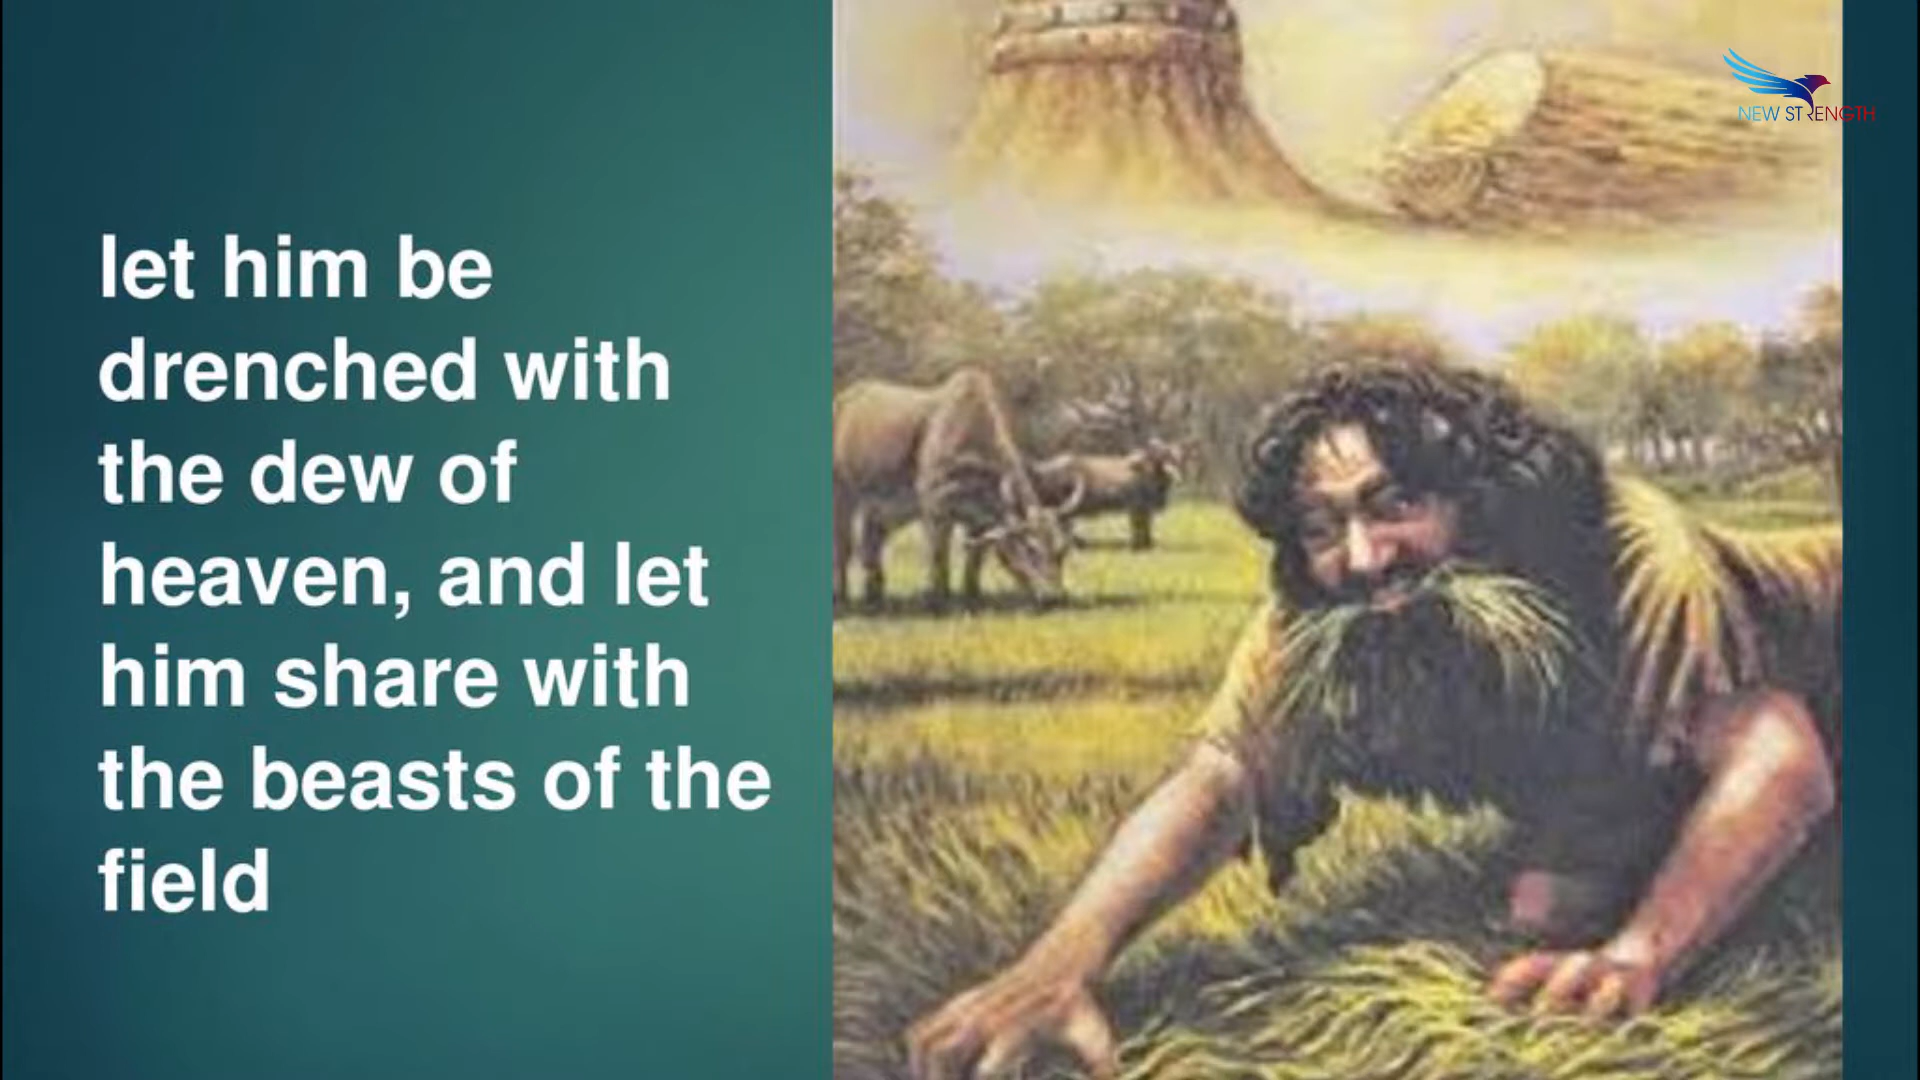 NEW STRENGTH
let him be
drenched with
the dew of
heaven, and let
him share with
the beasts of the
field